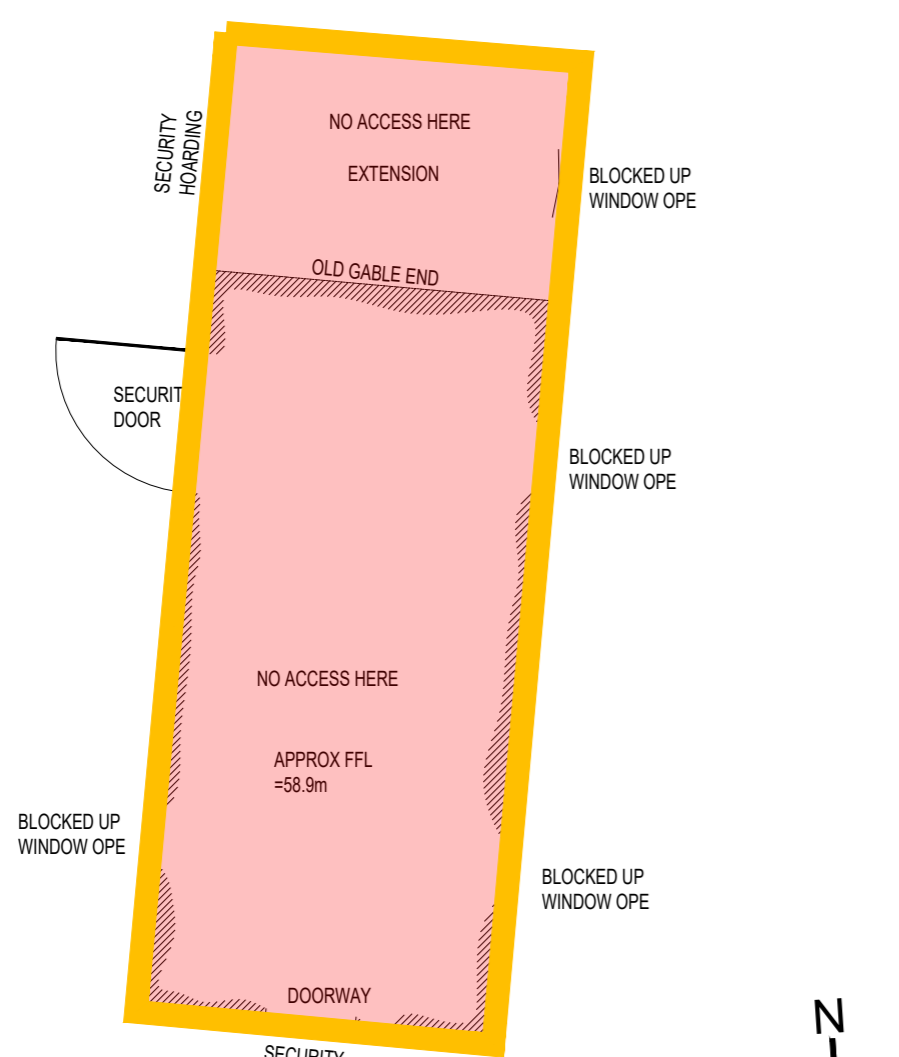 NO ACCESS HERE
SECURITY
HOARDING
EXTENSION
BLOCKED UP
WINDOW OPE
OLD GABLE END
SECURIT
DOOR
BLOCKED UP
WINDOW OPE
NO ACCESS HERE
APPROX FFL
=58.9m
BLOCKED UP
WINDOW OPE
BLOCKED UP
WINDOW OPE
DOORWAY
N
SECURITY